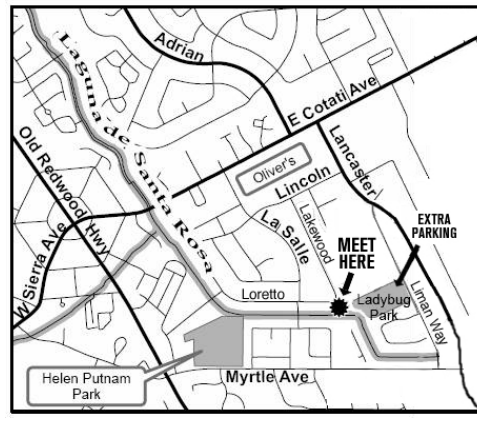 Adrian
Laguna de Santa Rosa
E Cotati Ave
Old Redwood Hwy
Oliver's
Lancaster
Lincoln
La Salle
Lakewood
EXTRA
PARKING
MEET
HERE
W Sierra Ave
Loretto
Ladybug
Park
Liman Way
Helen Putnam
Park
Myrtle Ave